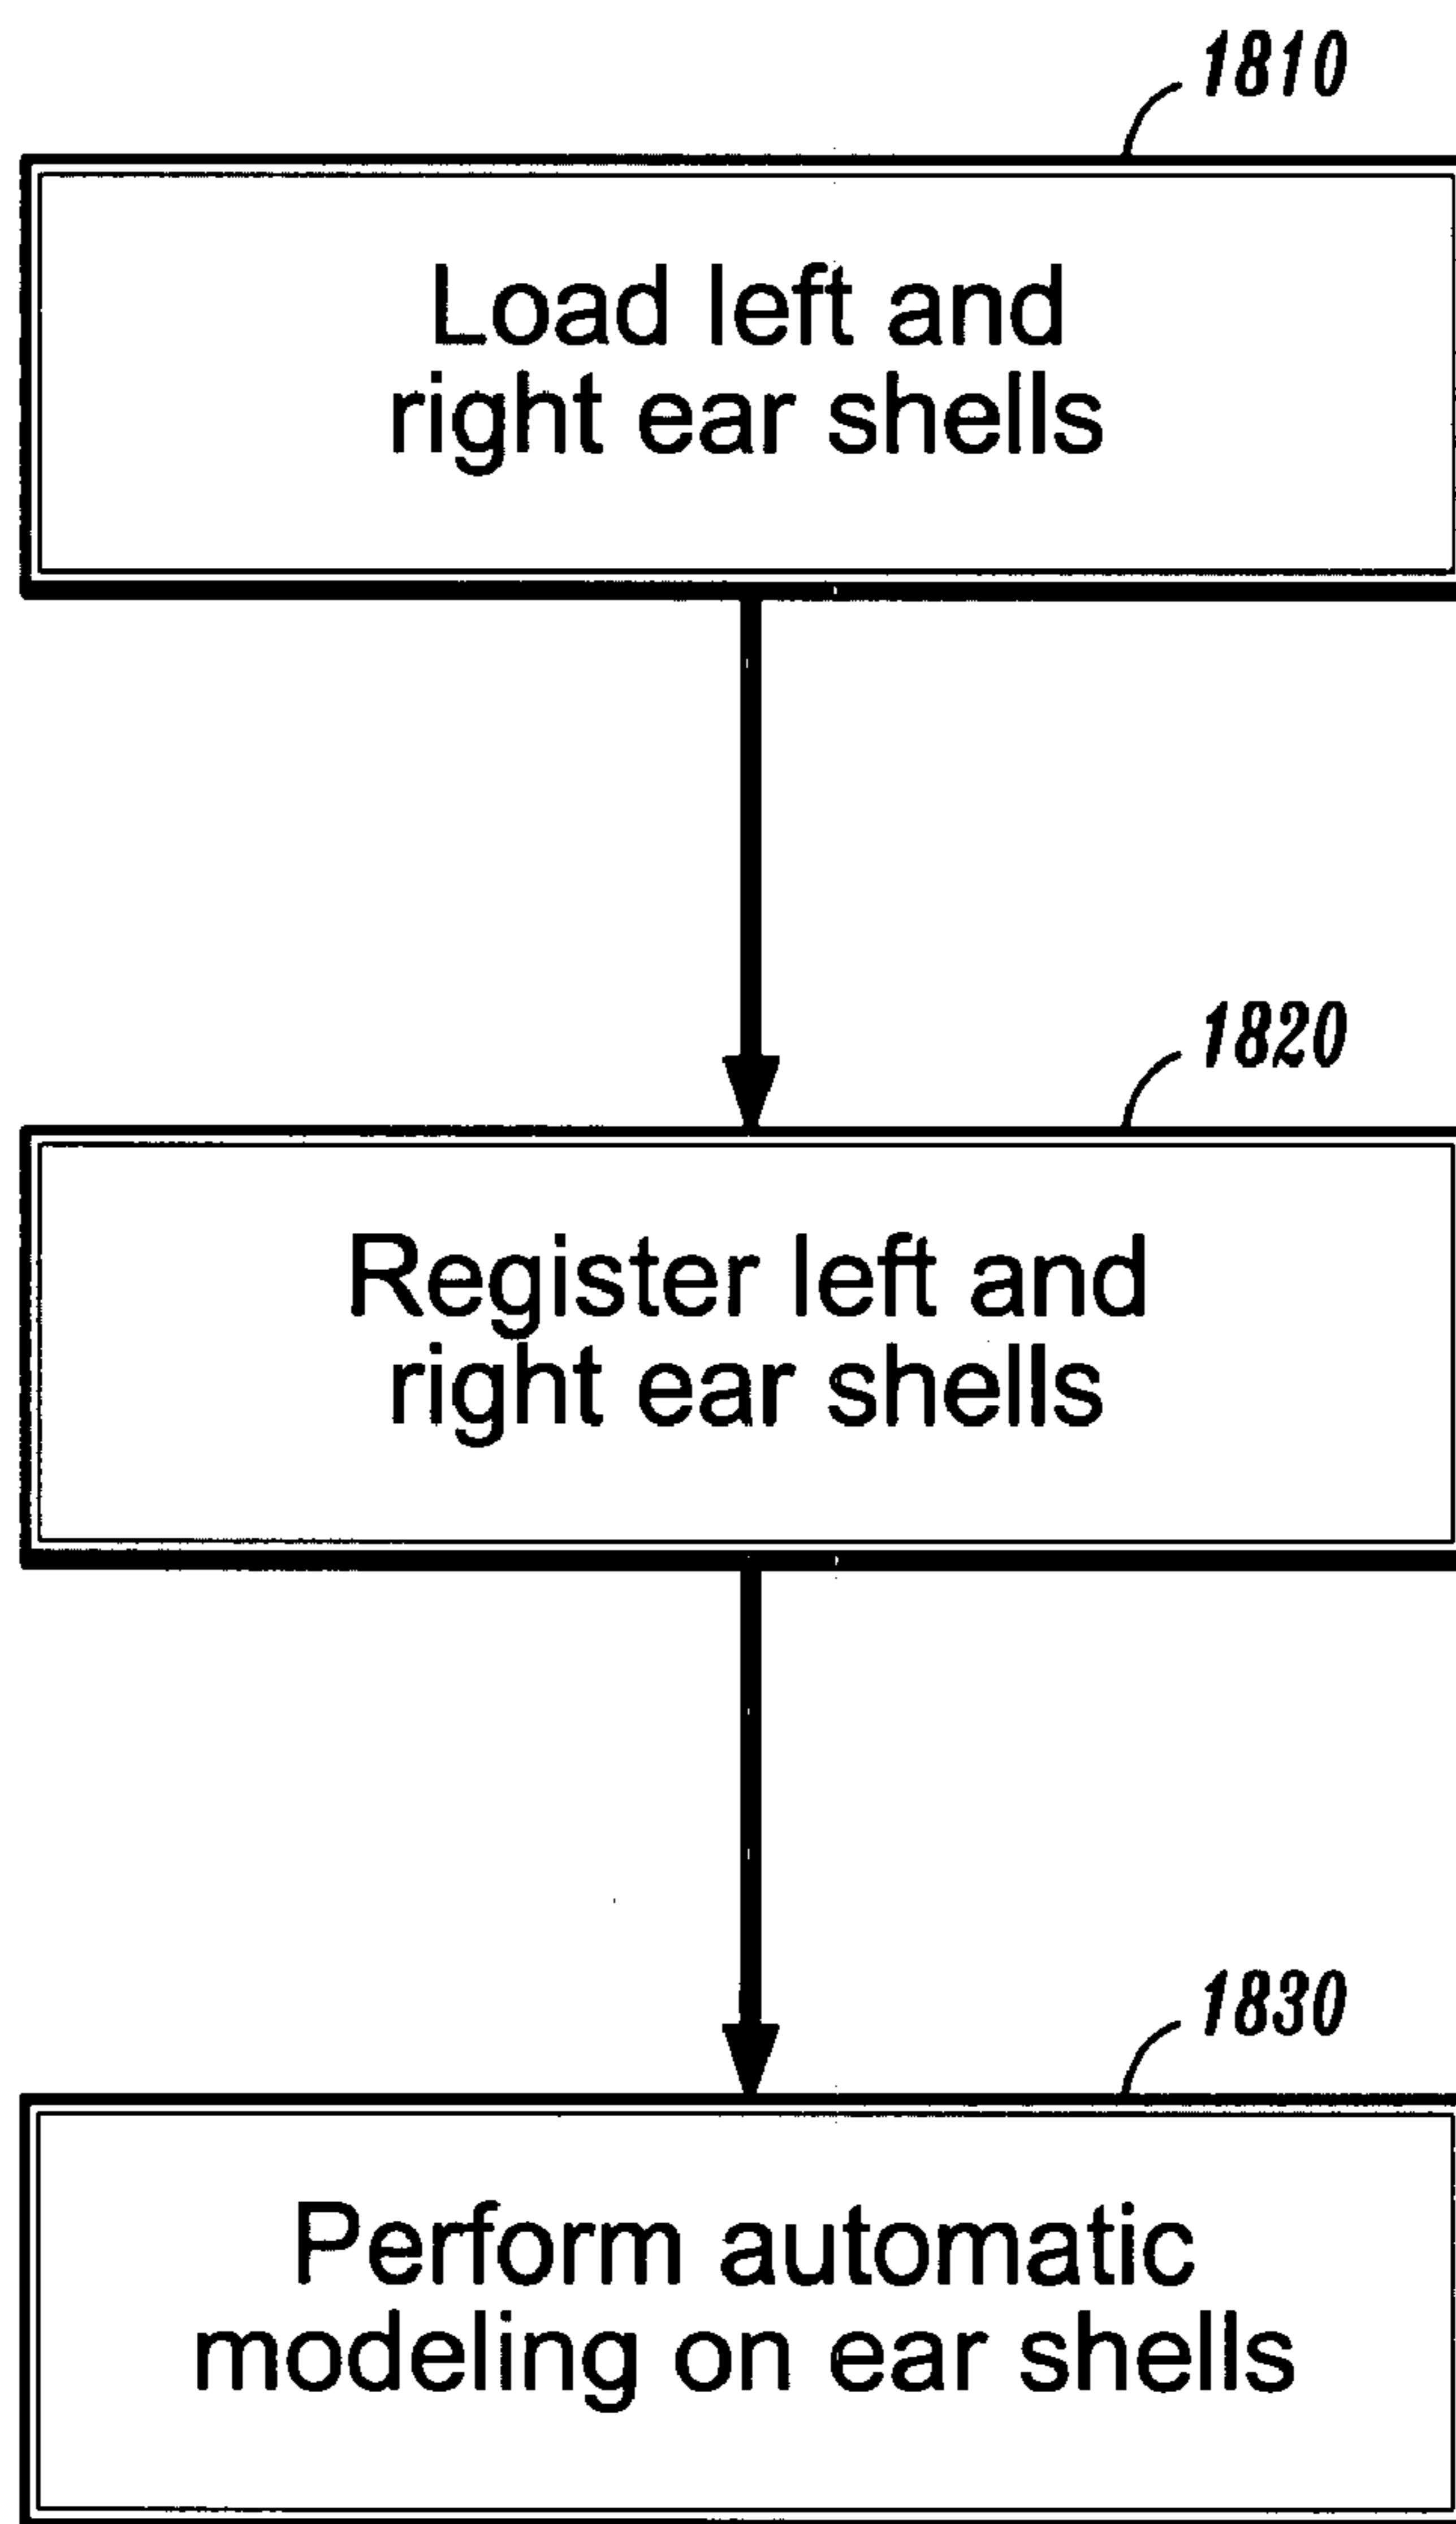 1810
Load left and
right ear shells
1820
Register left and
right ear shells
1830
Perform automatic
modeling on ear shells